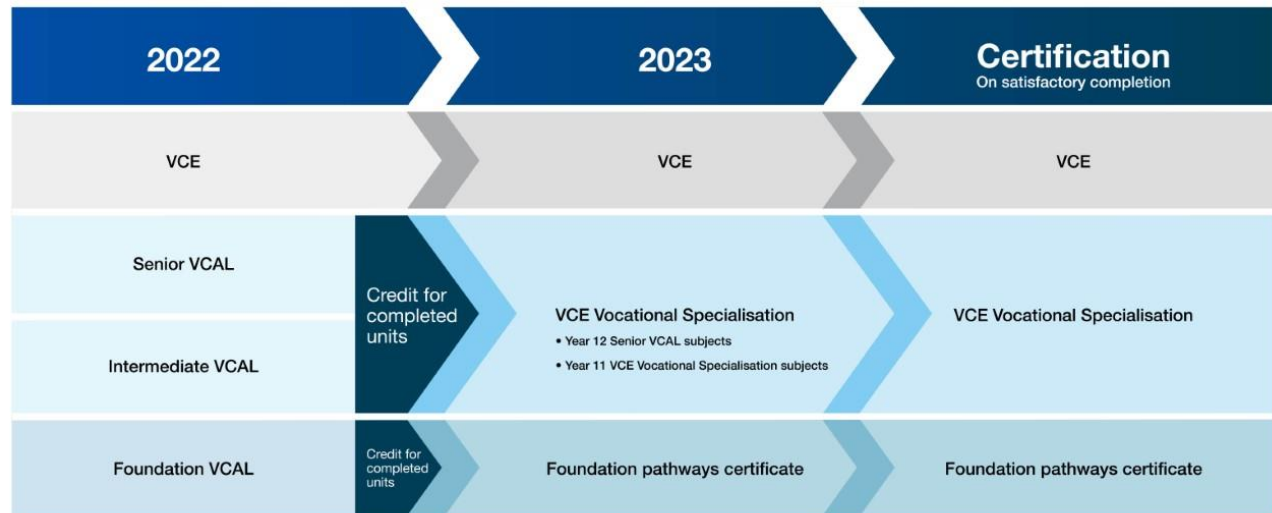 2022
2023
Certification
On satisfactory completion
VCE
VCE
VCE
Senior VCAL
Intermediate VCAL
Credit for
completed
units
VCE Vocational Specialisation
• Year 12 Senior VCAL subjects
• Year 11 VCE Vocational Specialisation subjects
VCE Vocational Specialisation
Foundation VCAL
Credit for
completed
units
Foundation pathways certificate
Foundation pathways certificate